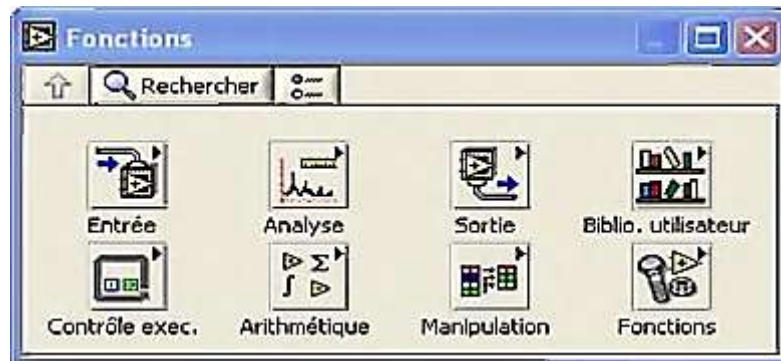 Fonctions
Rechercher
Entrée Analyse Sortie Biblio. utilisateur
Contrôle exec. Arithmétique Manipulation Fonctions